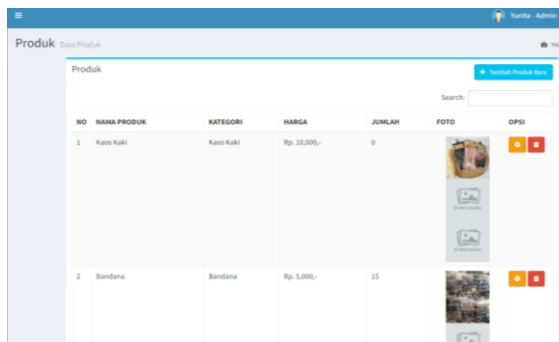 Yunita - Admin
Produk Data Produk
Produk
+ Tambah Produk Baru
Search:
NO NAMA PRODUK KATEGORI HARGA JUMLAH FOTO OPSI
1 Kaos Kaki Kaos Kaki Rp. 10,000,- 0
2 Bandana Bandana Rp. 5,000,- 15